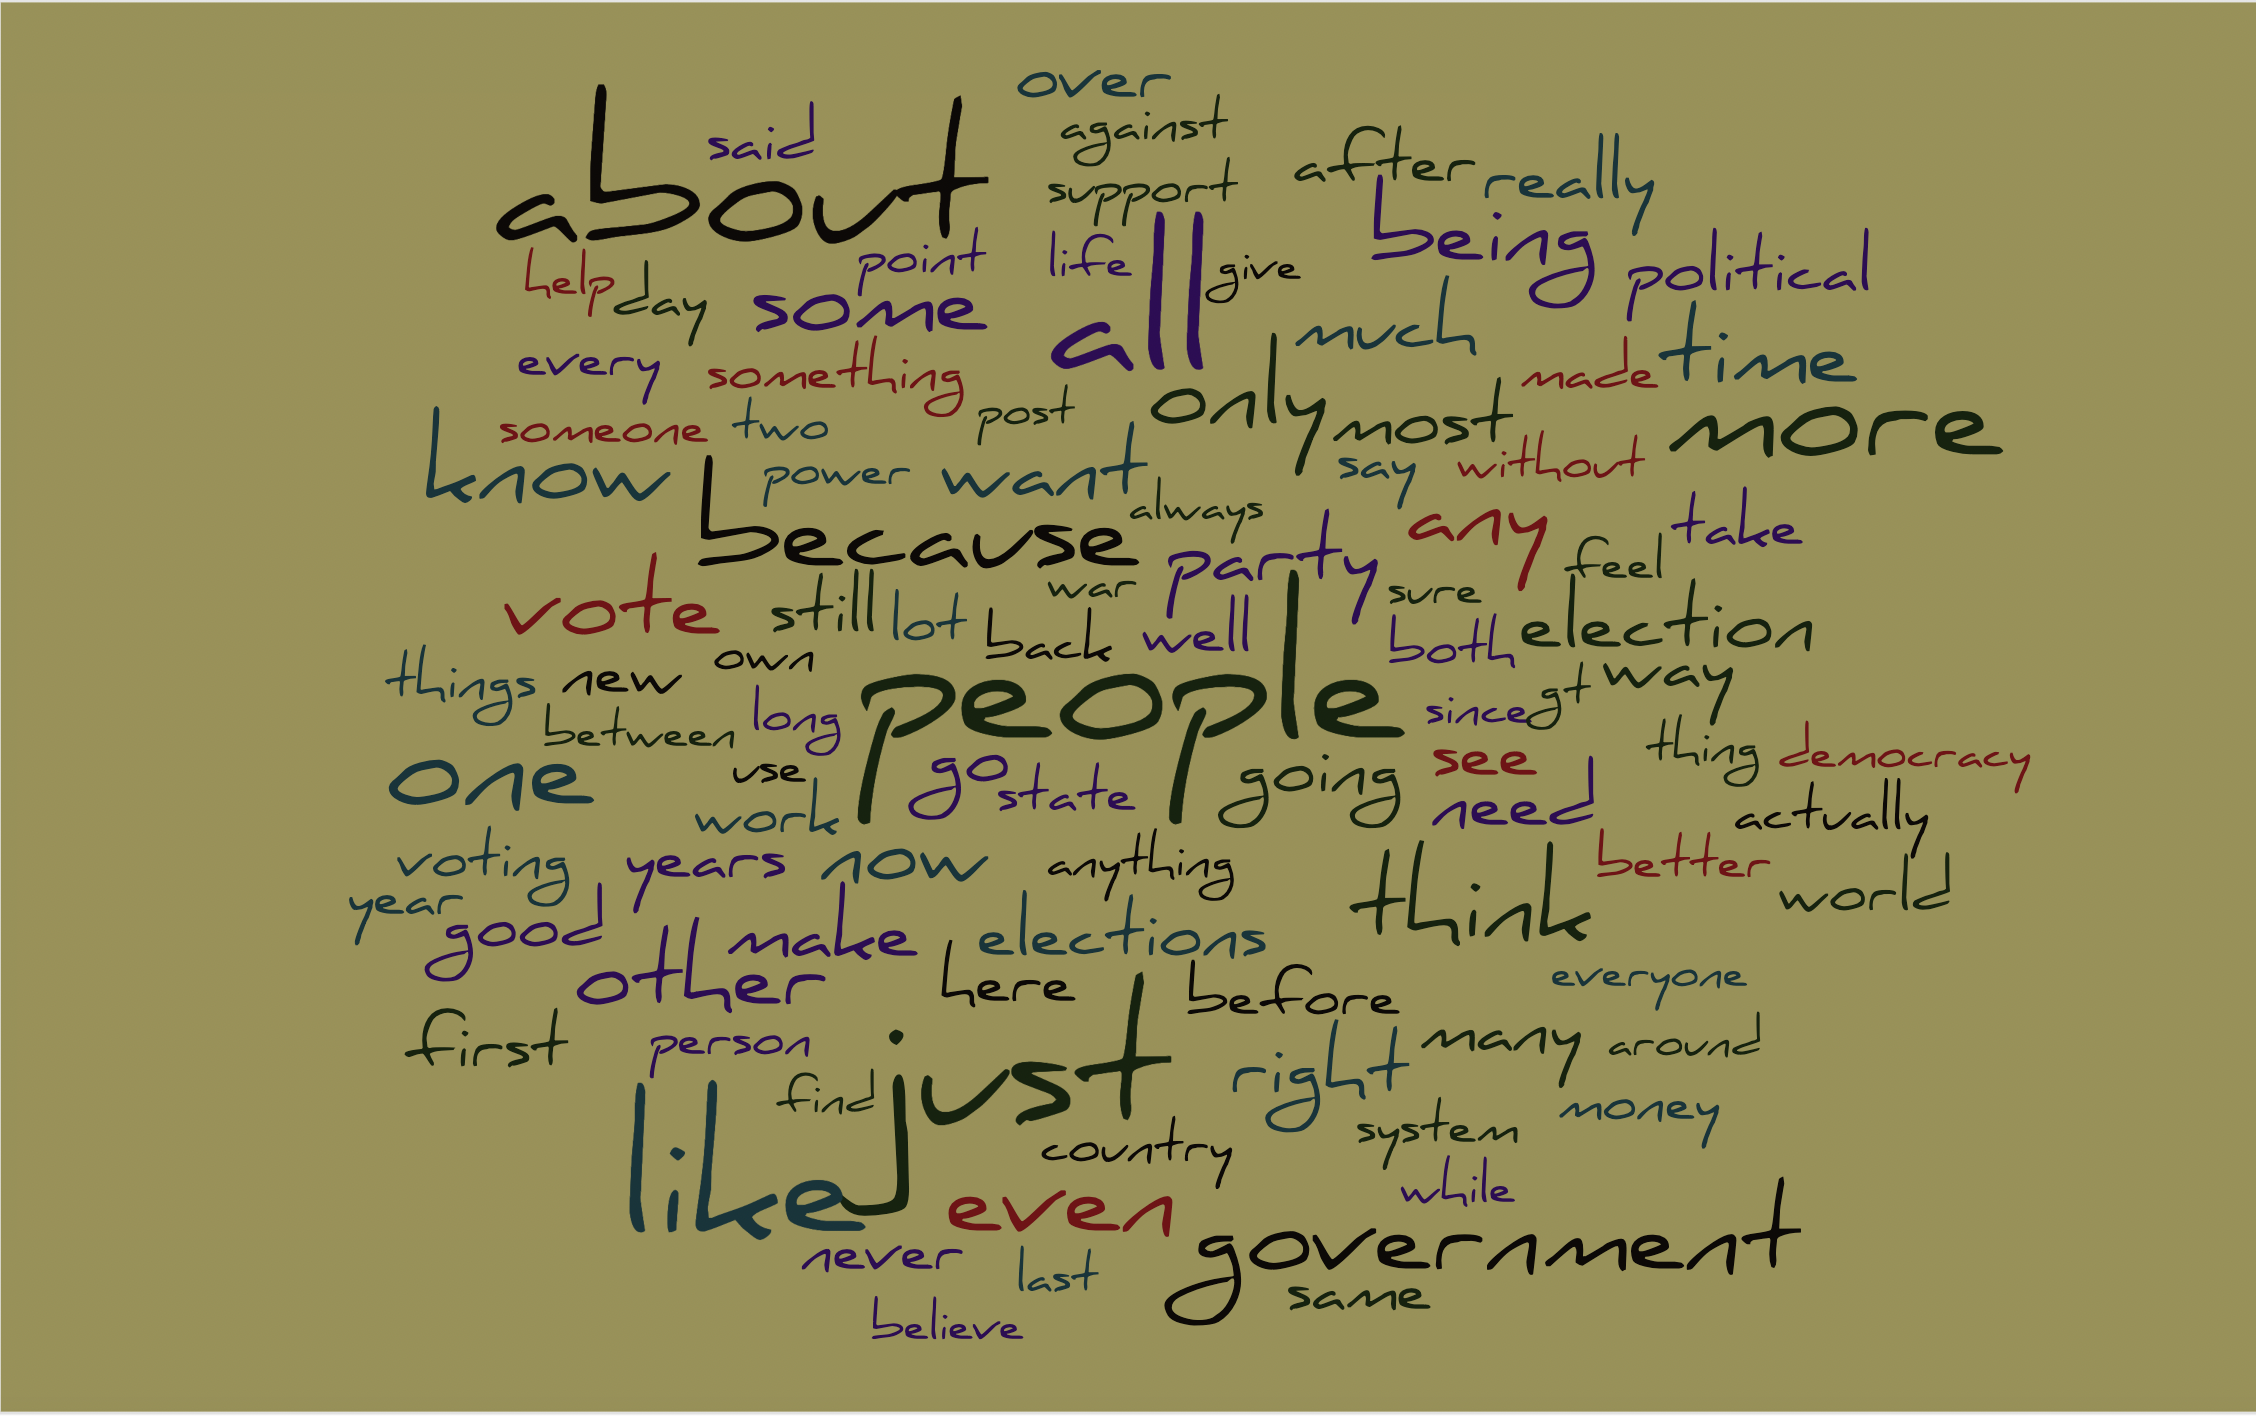 over
said
against
about
after really
support
being
point life all give political
help day some
much
time
every something made
post only most more
someone two
know power want say without
always any take
because party feel
vote still lot war sure
back well both election
things new own
people since gt way
between long
thing democracy
one use go state going see
need
work actually
voting years now anything think better
year world
good other make elections
here before everyone
first person
just right many around
find
money
like country system
while
even
government
never last
same
believe